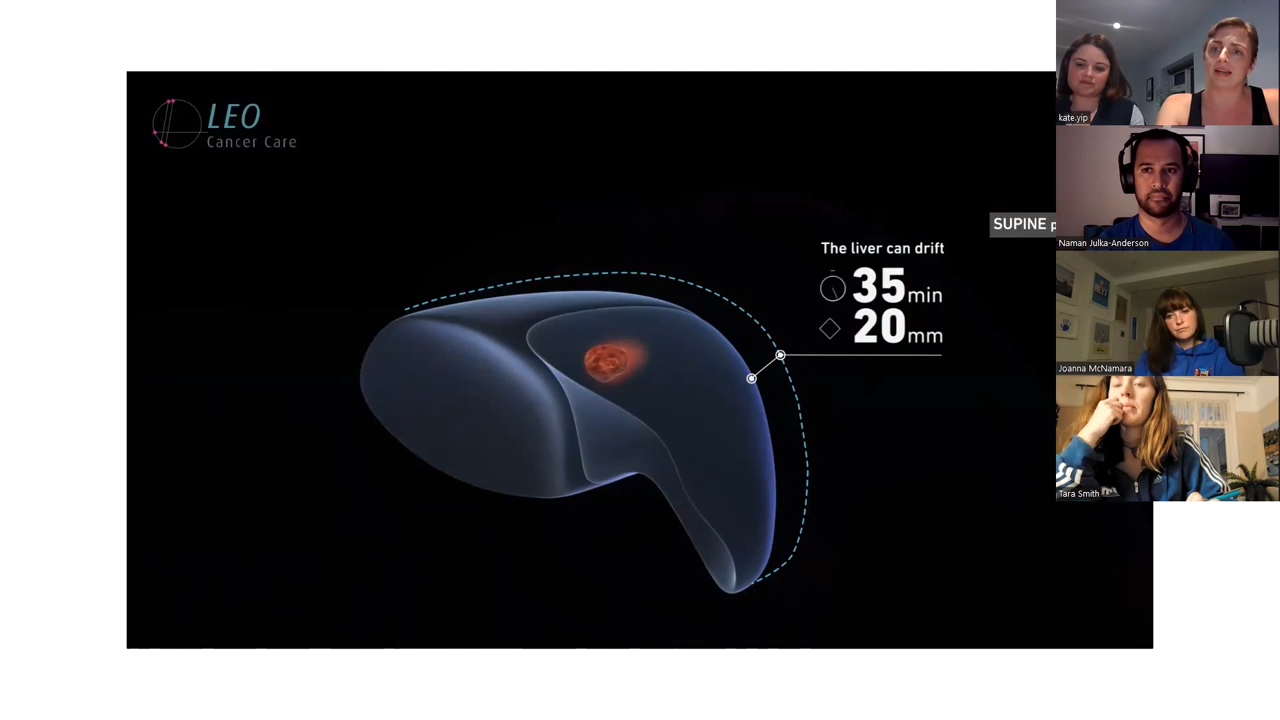 LEO
Cancer Care
SUPINE
The liver can drift
35min
20mm
kate.yip
Naman Julka-Anderson
Joanna McNamara
Tara Smith